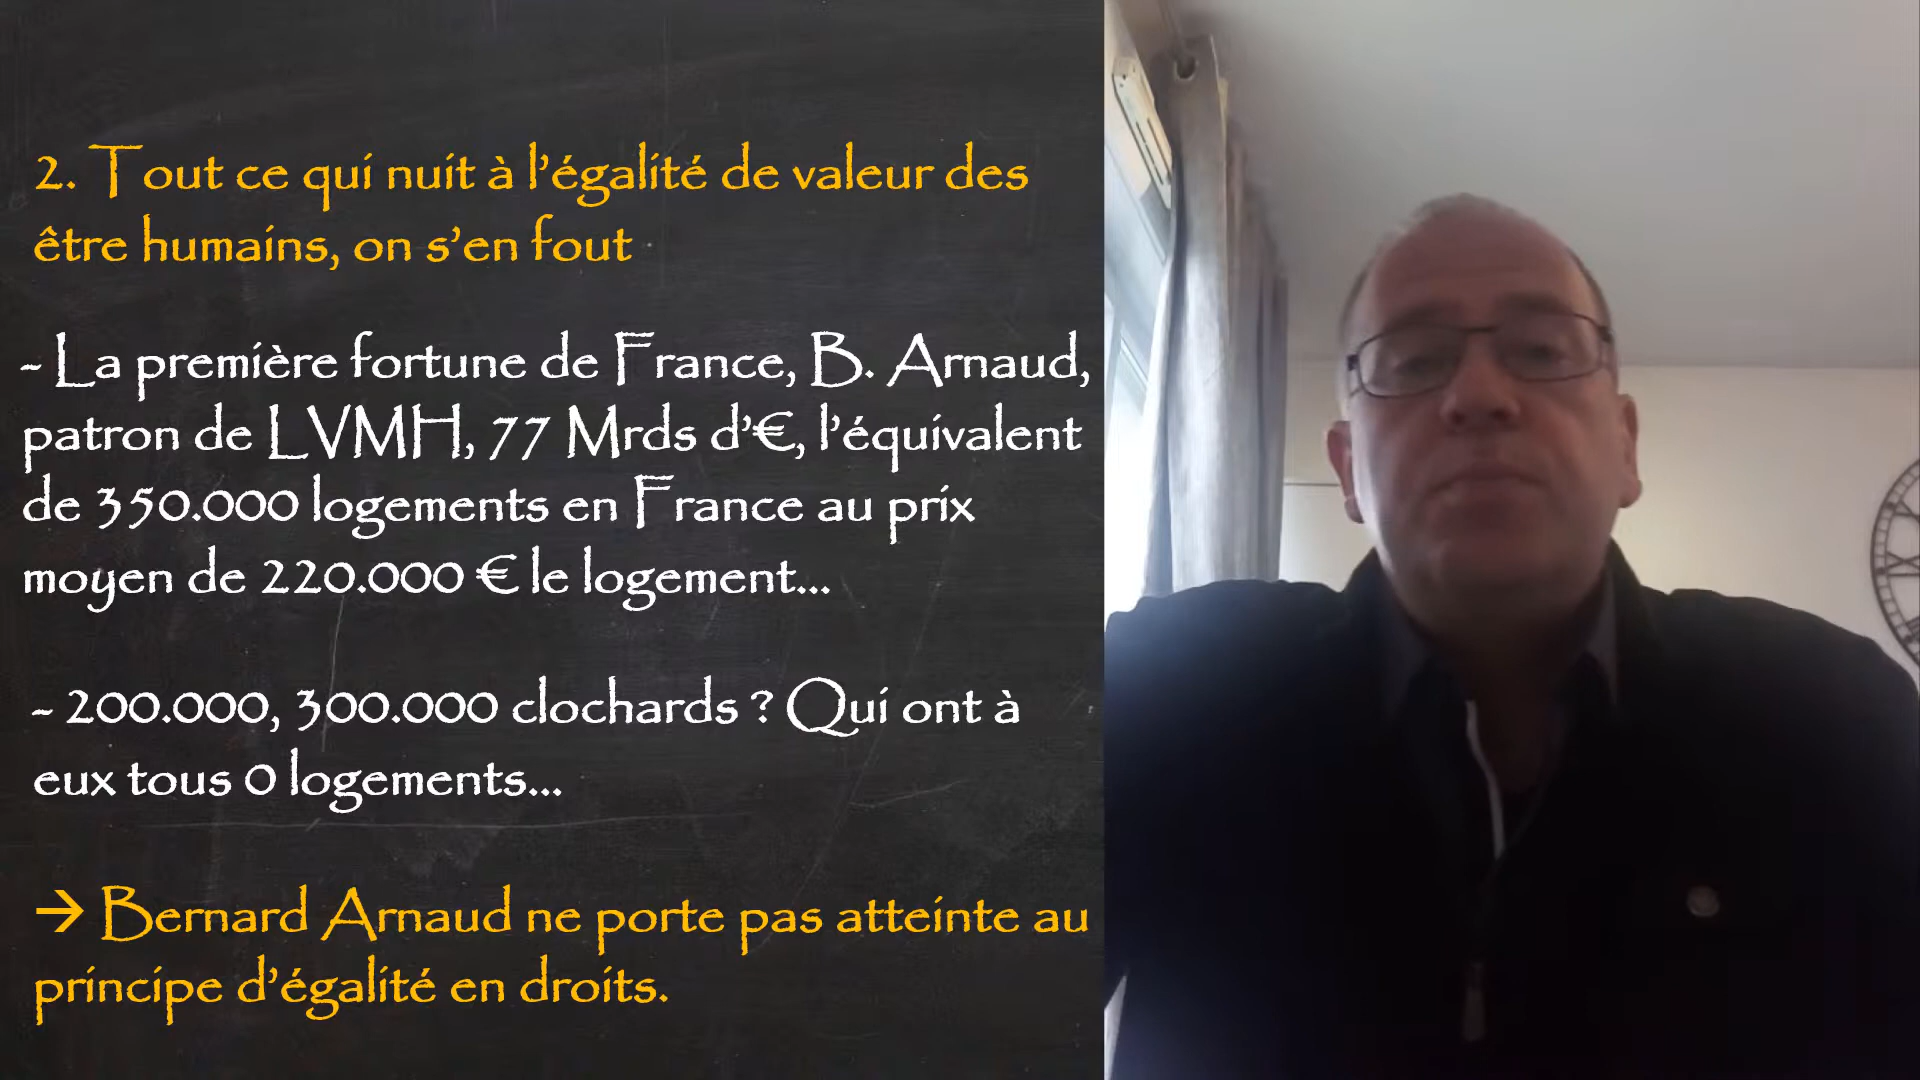 2. Tout ce qui nuit à l'égalité de valeur des
être humains, on s'en fout
- La première fortune de France, B. Arnaud,
patron de LVMH, 77 Mrds d'€, l'équivalent
de 350.000 logements en France au prix
moyen de 220.000 € le logement...
- 200.000, 300.000 clochards ? Qui ont à
eux tous 0 logements...
→ Bernard Arnaud ne porte pas atteinte au
principe d'égalité en droits.